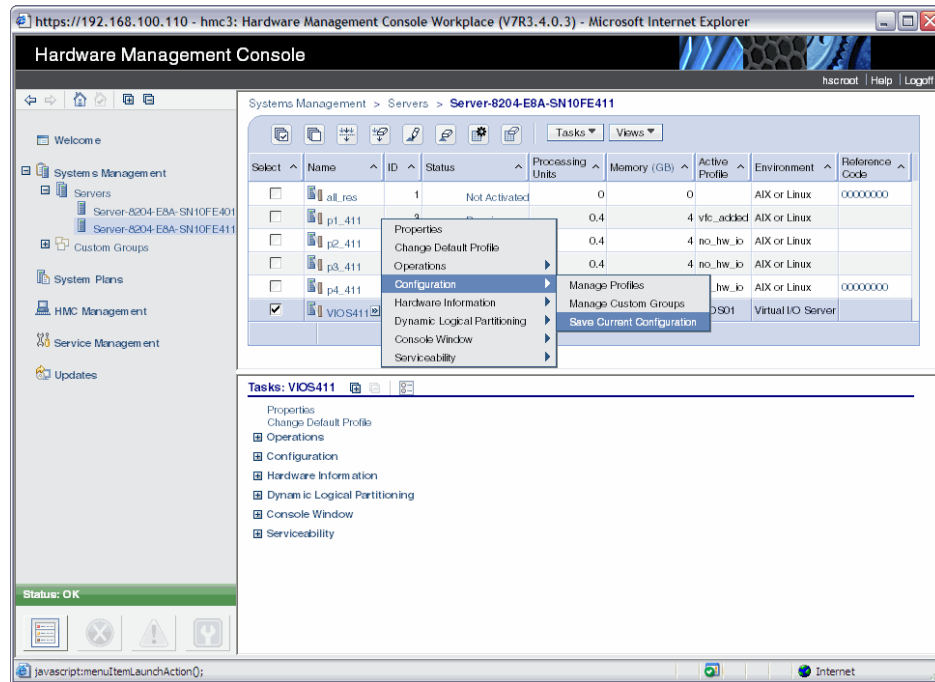 https://192.168.100.110 - hmc3: Hardware Management Console Workplace (V7R3.4.0.3) - Microsoft Internet Explorer
Hardware Management Console
hscroot | Help | Logoff
Systems Management > Servers > Server-8204-E8A-SN10FE411
Welcome
Systems Management
Servers
Server-8204-E8A-SN10FE401
Server-8204-E8A-SN10FE411
Custom Groups
System Plans
HMC Management
Service Management
Updates
Tasks Views
Select Name ID Status Processing Units Memory (GB) Active Profile Environment Reference Code
all_res 1 Not Activated 0 0 AIX or Linux 00000000
p1_411 0.4 4 vfc_added AIX or Linux
p2_411 0.4 4 no_hw_io AIX or Linux
p3_411 0.4 4 no_hw_io AIX or Linux
p4_411 _hw_io AIX or Linux 00000000
VIOS411 OS01 Virtual I/O Server
Properties
Change Default Profile
Operations
Configuration
Hardware Information
Dynamic Logical Partitioning
Console Window
Serviceability
Manage Profiles
Manage Custom Groups
Save Current Configuration
Tasks: VIOS411
Properties
Change Default Profile
Operations
Configuration
Hardware Information
Dynamic Logical Partitioning
Console Window
Serviceability
Status: OK
javascript:menuItemLaunchAction();
Internet